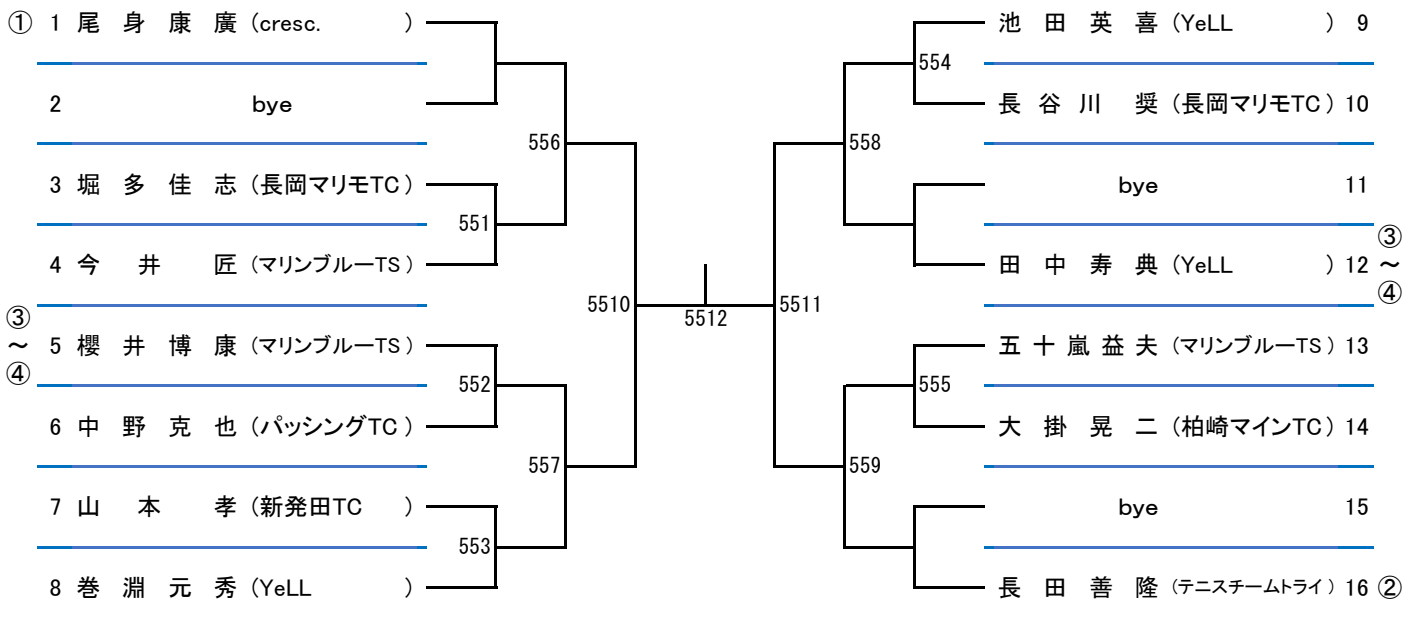 ① 1 尾身康廣 (cresc. )
2 bye
556
3 堀多佳志 (長岡マリモTC)
551
4 今井匠 (マリンブルーTS)
5510
③～④ 5 櫻井博康 (マリンブルーTS)
552
6 中野克也 (パッシングTC)
557
7 山本孝 (新発田TC )
553
8 巻淵元秀 (YeLL )
5512
池田英喜 (YeLL ) 9
554
長谷川奨 (長岡マリモTC) 10
558
bye 11
田中寿典 (YeLL ) 12 ③～④
5511
五十嵐益夫 (マリンブルーTS) 13
555
大掛晃二 (柏崎マインTC) 14
559
bye 15
長田善隆 (テニスチームトライ) 16 ②